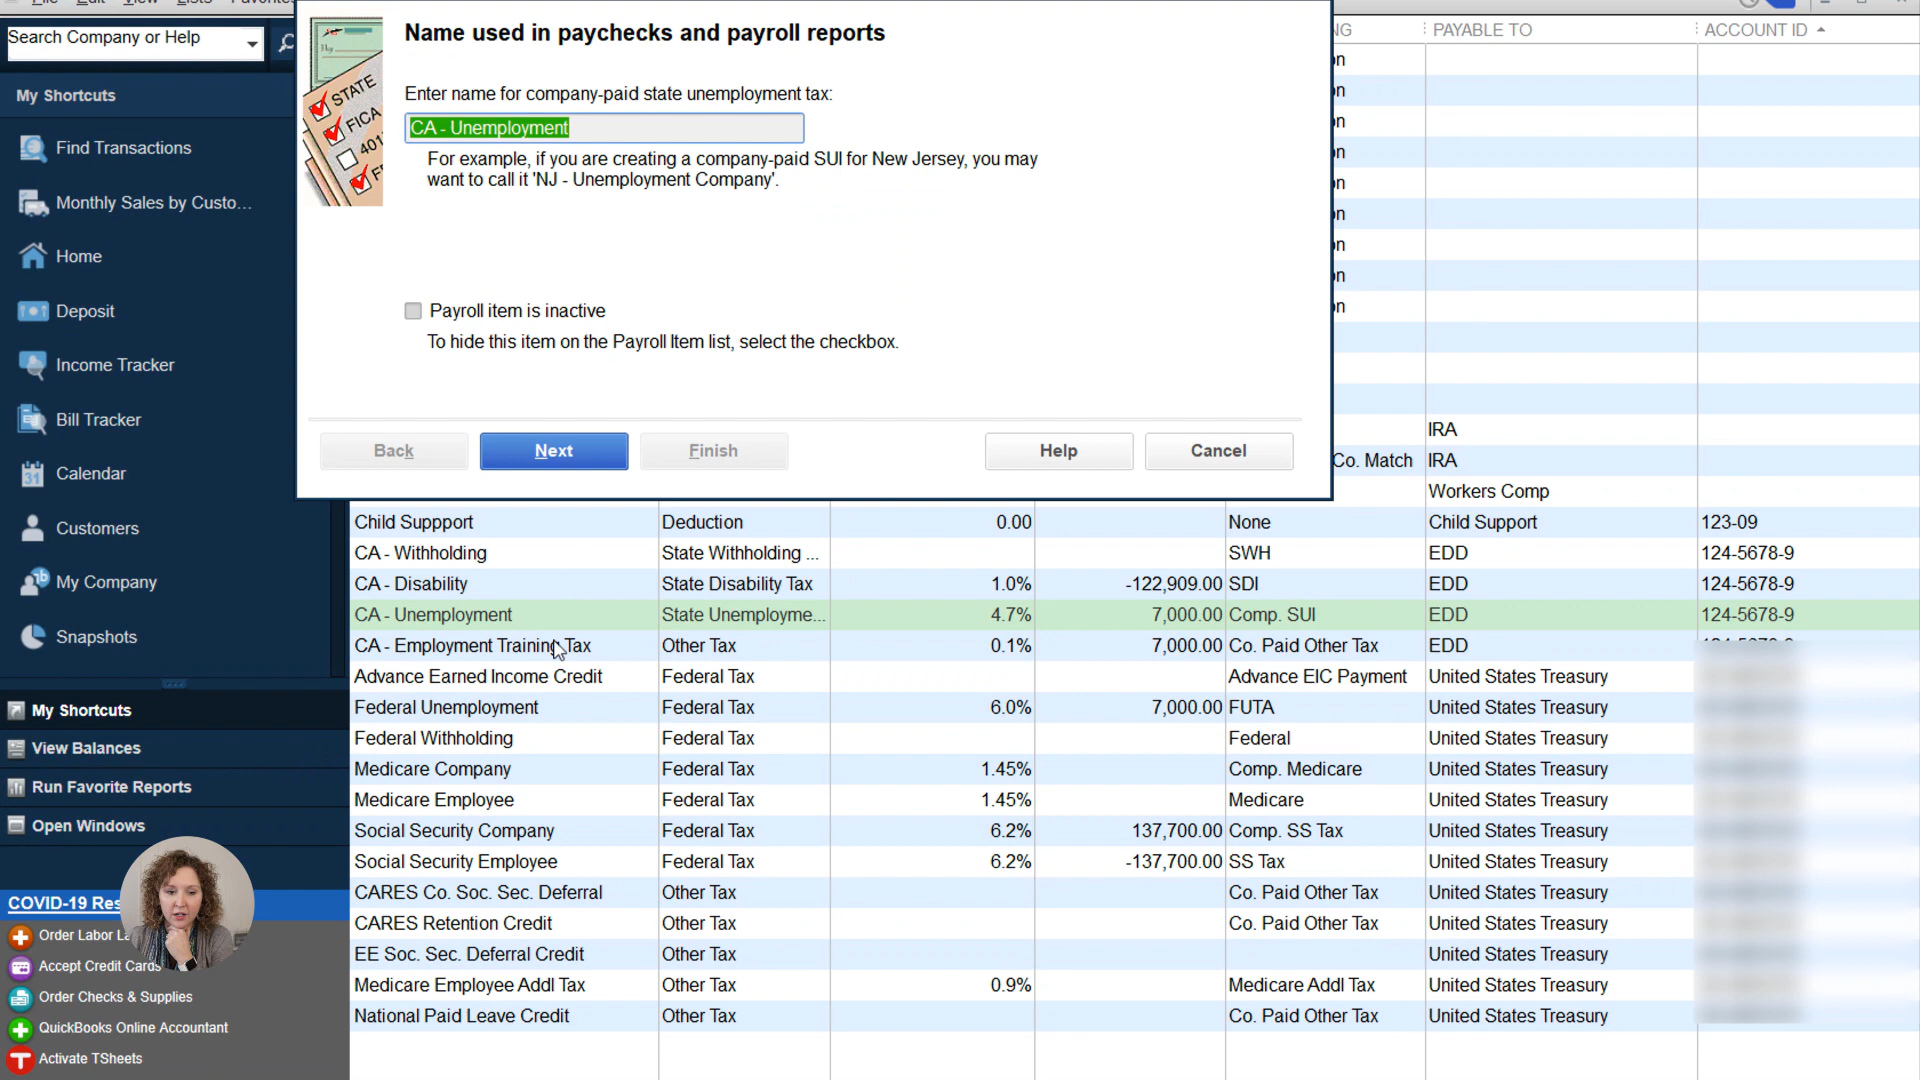 File Edit View Lists Favorites
Search Company or Help
My Shortcuts
Find Transactions
Monthly Sales by Custo...
Home
Deposit
Income Tracker
Bill Tracker
Calendar
Customers
My Company
Snapshots
My Shortcuts
View Balances
Run Favorite Reports
Open Windows
COVID-19 Res
Order Labor La
Accept Credit Cards
Order Checks & Supplies
QuickBooks Online Accountant
Activate TSheets
STATE
FICA
401
Name used in paychecks and payroll reports
Enter name for company-paid state unemployment tax:
CA - Unemployment
For example, if you are creating a company-paid SUI for New Jersey, you may
want to call it 'NJ - Unemployment Company'.
Payroll item is inactive
To hide this item on the Payroll Item list, select the checkbox.
Back Next Finish Help Cancel
NG PAYABLE TO ACCOUNT ID
on
on
on
on
on
on
on
on
on
IRA
Co. Match IRA
Workers Comp
Child Suppport Deduction 0.00 None Child Support 123-09
CA - Withholding State Withholding ... SWH EDD 124-5678-9
CA - Disability State Disability Tax 1.0% -122,909.00 SDI EDD 124-5678-9
CA - Unemployment State Unemployme... 4.7% 7,000.00 Comp. SUI EDD 124-5678-9
CA - Employment Training Tax Other Tax 0.1% 7,000.00 Co. Paid Other Tax EDD
Advance Earned Income Credit Federal Tax Advance EIC Payment United States Treasury
Federal Unemployment Federal Tax 6.0% 7,000.00 FUTA United States Treasury
Federal Withholding Federal Tax Federal United States Treasury
Medicare Company Federal Tax 1.45% Comp. Medicare United States Treasury
Medicare Employee Federal Tax 1.45% Medicare United States Treasury
Social Security Company Federal Tax 6.2% 137,700.00 Comp. SS Tax United States Treasury
Social Security Employee Federal Tax 6.2% -137,700.00 SS Tax United States Treasury
CARES Co. Soc. Sec. Deferral Other Tax Co. Paid Other Tax United States Treasury
CARES Retention Credit Other Tax Co. Paid Other Tax United States Treasury
EE Soc. Sec. Deferral Credit Other Tax United States Treasury
Medicare Employee Addl Tax Other Tax 0.9% Medicare Addl Tax United States Treasury
National Paid Leave Credit Other Tax Co. Paid Other Tax United States Treasury